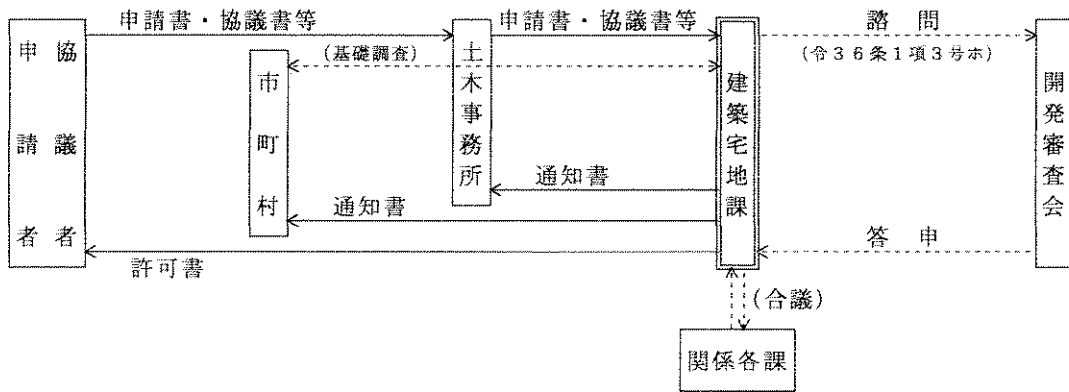 申請書・協議書等
申請書・協議書等
諮問
(基礎調査)
(令36条1項3号ホ)
申請者
協議者
市町村
土木事務所
建築宅地課
開発審査会
通知書
通知書
答申
許可書
(合議)
関係各課